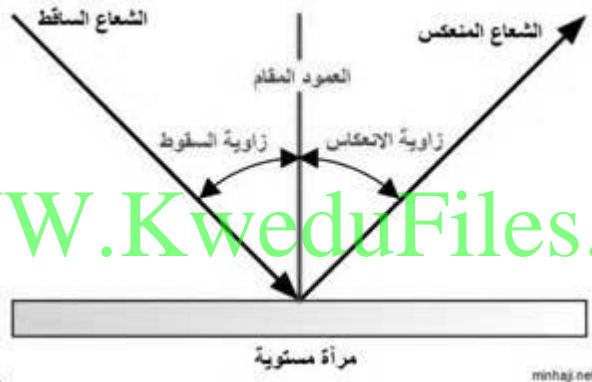 الشعاع الساقط
الشعاع المنعكس
العمود المقام
زاوية السقوط
زاوية الانعكاس
W.KweduFiles.
مرآة مستوية
minhaji.net